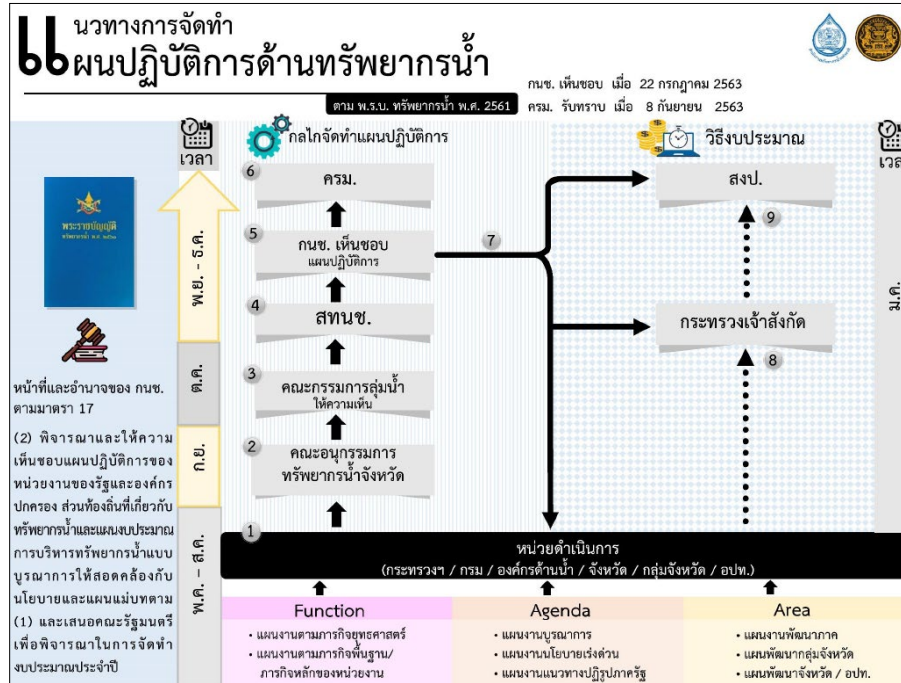 แนวทางการจัดทำ
แผนปฏิบัติการด้านทรัพยากรน้ำ
ตาม พ.ร.บ. ทรัพยากรน้ำ พ.ศ. 2561
กนช. เห็นชอบ เมื่อ 22 กรกฎาคม 2563
ครม. รับทราบ เมื่อ 8 กันยายน 2563
เวลา
กลไกจัดทำแผนปฏิบัติการ
วิธีงบประมาณ
เวลา
พระราชบัญญัติ
ทรัพยากรน้ำ พ.ศ. ๒๕๖๑
หน้าที่และอำนาจของ กนช.
ตามมาตรา 17
(2) พิจารณาและให้ความ
เห็นชอบแผนปฏิบัติการของ
หน่วยงานของรัฐและองค์กร
ปกครอง ส่วนท้องถิ่นที่เกี่ยวกับ
ทรัพยากรน้ำและแผนงบประมาณ
การบริหารทรัพยากรน้ำแบบ
บูรณาการให้สอดคล้องกับ
นโยบายและแผนแม่บทตาม
(1) และเสนอคณะรัฐมนตรี
เพื่อพิจารณาในการจัดทำ
งบประมาณประจำปี
พ.ย. - ธ.ค.
ต.ค.
ก.ย.
พ.ค. – ส.ค.
6
ครม.
5
กนช. เห็นชอบ
แผนปฏิบัติการ
4
สทนช.
3
คณะกรรมการลุ่มน้ำ
ให้ความเห็น
2
คณะอนุกรรมการ
ทรัพยากรน้ำจังหวัด
1
7
สงป.
9
กระทรวงเจ้าสังกัด
8
ม.ค.
หน่วยดำเนินการ
(กระทรวงฯ / กรม / องค์กรด้านน้ำ / จังหวัด / กลุ่มจังหวัด / อปท.)
Function
• แผนงานตามภารกิจยุทธศาสตร์
• แผนงานตามภารกิจพื้นฐาน/
ภารกิจหลักของหน่วยงาน
Agenda
• แผนงานบูรณาการ
• แผนงานนโยบายเร่งด่วน
• แผนงานแนวทางปฏิรูปภาครัฐ
Area
• แผนงานพัฒนาภาค
• แผนพัฒนากลุ่มจังหวัด
• แผนพัฒนาจังหวัด / อปท.